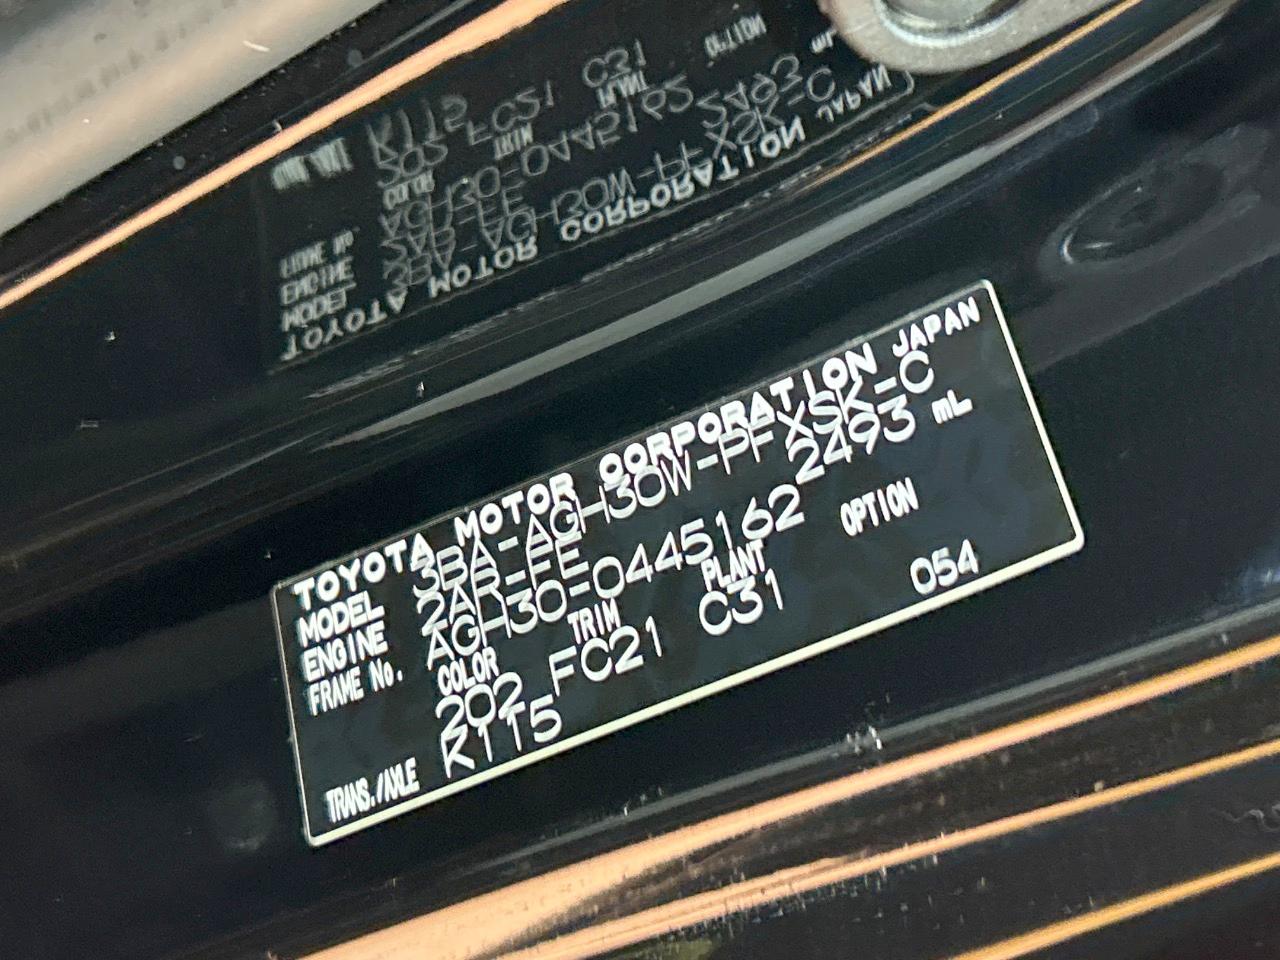 TOYOTA MOTOR CORPORATION JAPAN
MODEL 3BA-AGH30W-PFXSK-C
ENGINE 2AR-FE 2493 mL
FRAME No. AGH30-0445162
COLOR TRIM PLANT OPTION
202 FC21 C31 054
TRANS./AXLE K115